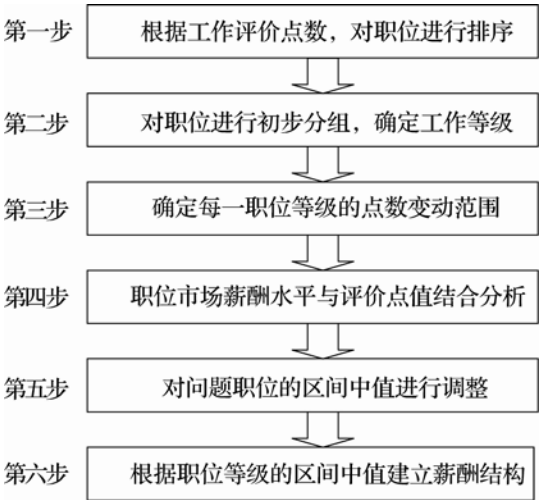 第一步 根据工作评价点数，对职位进行排序
第二步 对职位进行初步分组，确定工作等级
第三步 确定每一职位等级的点数变动范围
第四步 职位市场薪酬水平与评价点值结合分析
第五步 对问题职位的区间中值进行调整
第六步 根据职位等级的区间中值建立薪酬结构